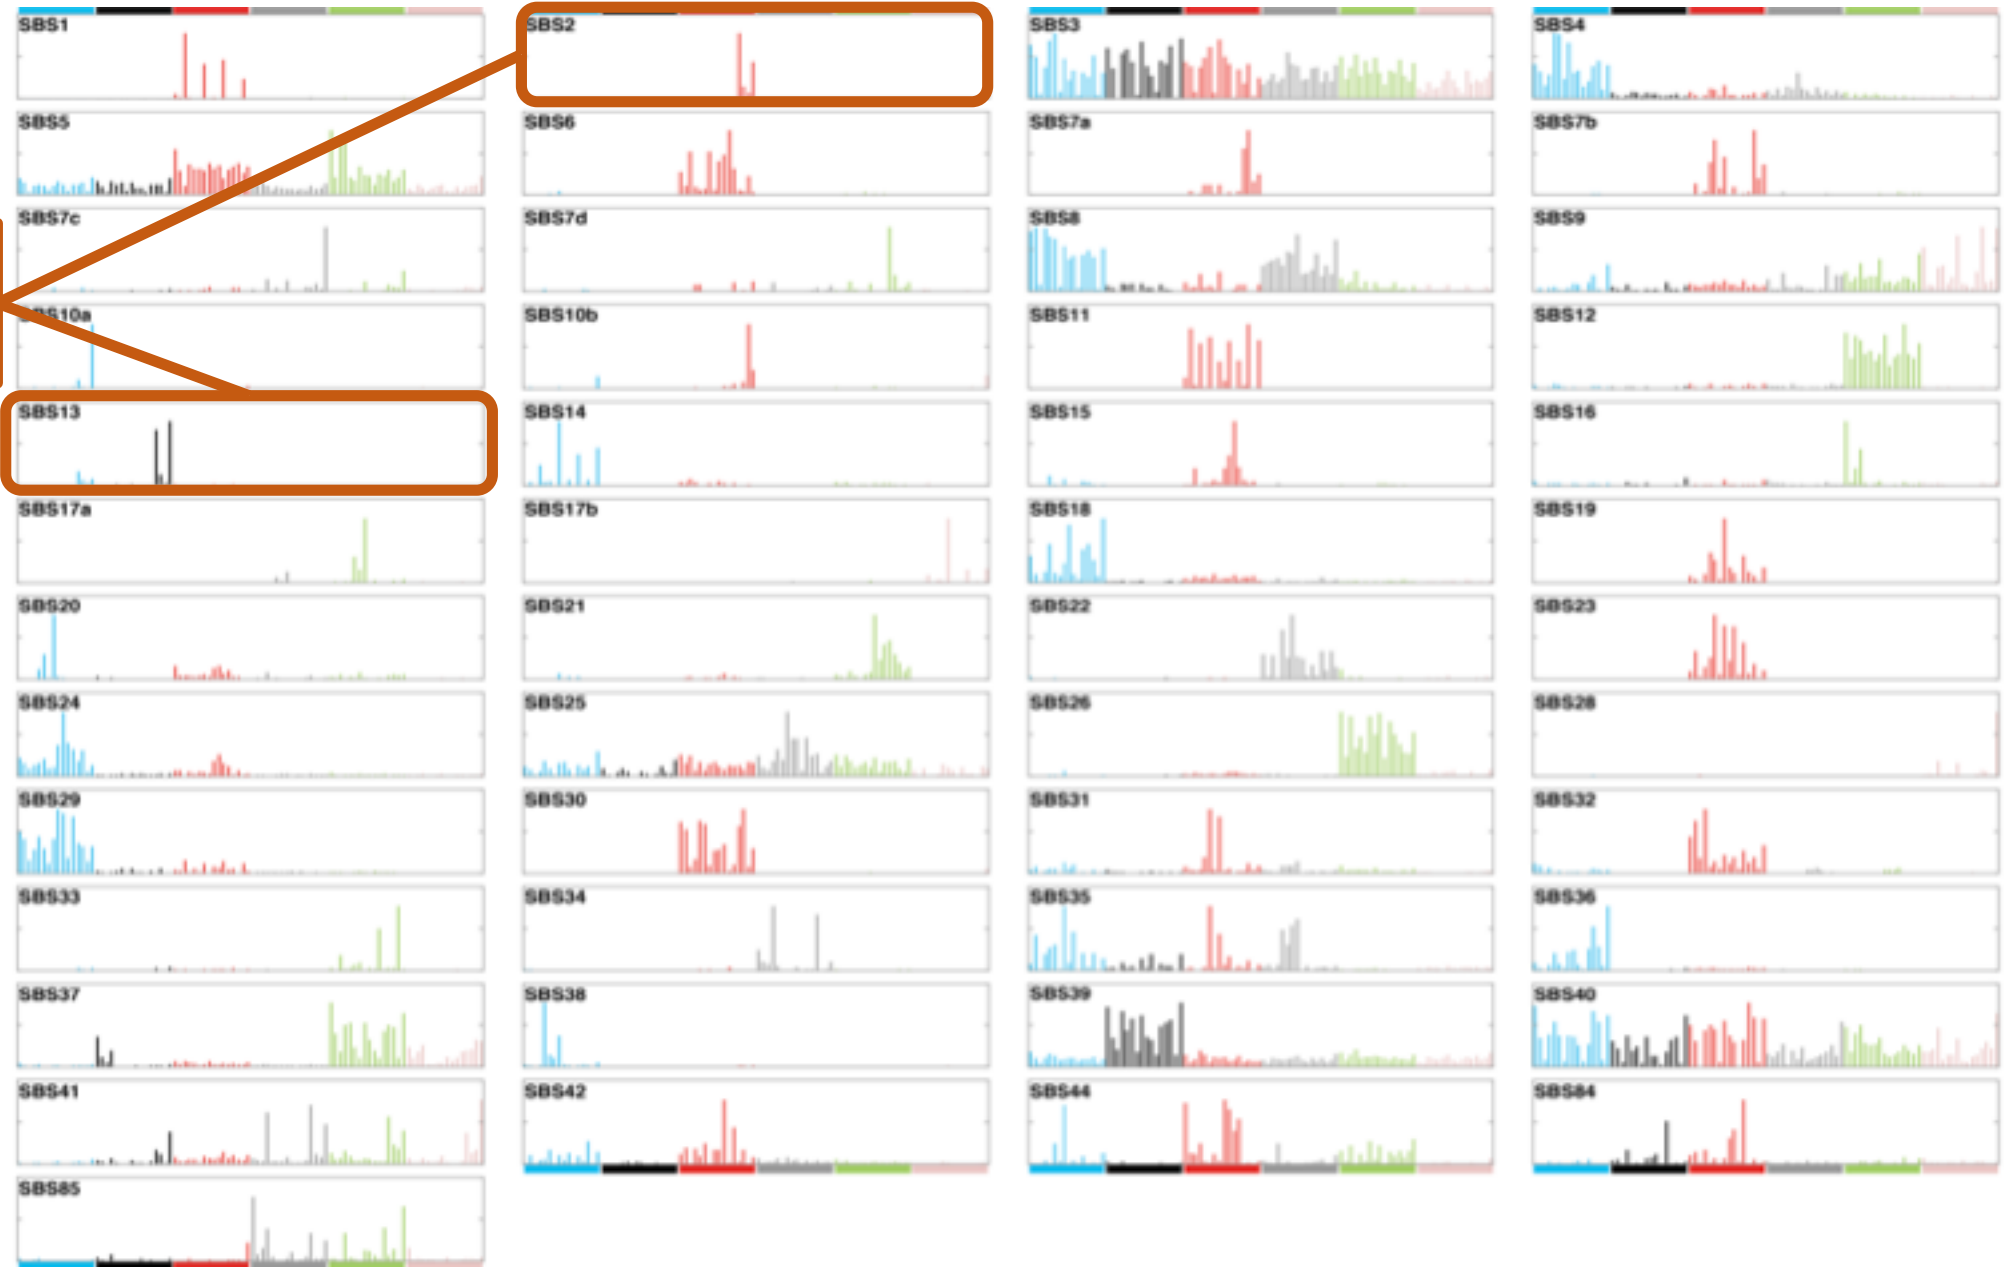 SBS1 SBS2 SBS3 SBS4
SBS5 SBS6 SBS7a SBS7b
SBS7c SBS7d SBS8 SBS9
SBS10a SBS10b SBS11 SBS12
SBS13 SBS14 SBS15 SBS16
SBS17a SBS17b SBS18 SBS19
SBS20 SBS21 SBS22 SBS23
SBS24 SBS25 SBS26 SBS28
SBS29 SBS30 SBS31 SBS32
SBS33 SBS34 SBS35 SBS36
SBS37 SBS38 SBS39 SBS40
SBS41 SBS42 SBS44 SBS84
SBS85